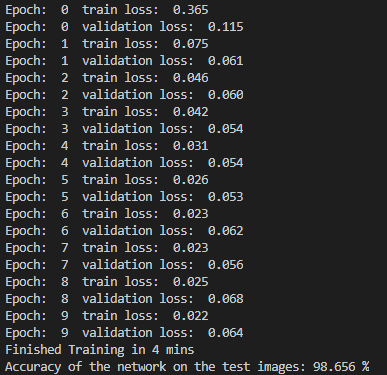 Epoch:  0  train loss:  0.365
Epoch:  0  validation loss:  0.115
Epoch:  1  train loss:  0.075
Epoch:  1  validation loss:  0.061
Epoch:  2  train loss:  0.046
Epoch:  2  validation loss:  0.060
Epoch:  3  train loss:  0.042
Epoch:  3  validation loss:  0.054
Epoch:  4  train loss:  0.031
Epoch:  4  validation loss:  0.054
Epoch:  5  train loss:  0.026
Epoch:  5  validation loss:  0.053
Epoch:  6  train loss:  0.023
Epoch:  6  validation loss:  0.062
Epoch:  7  train loss:  0.023
Epoch:  7  validation loss:  0.056
Epoch:  8  train loss:  0.025
Epoch:  8  validation loss:  0.068
Epoch:  9  train loss:  0.022
Epoch:  9  validation loss:  0.064
Finished Training in 4 mins
Accuracy of the network on the test images: 98.656 %